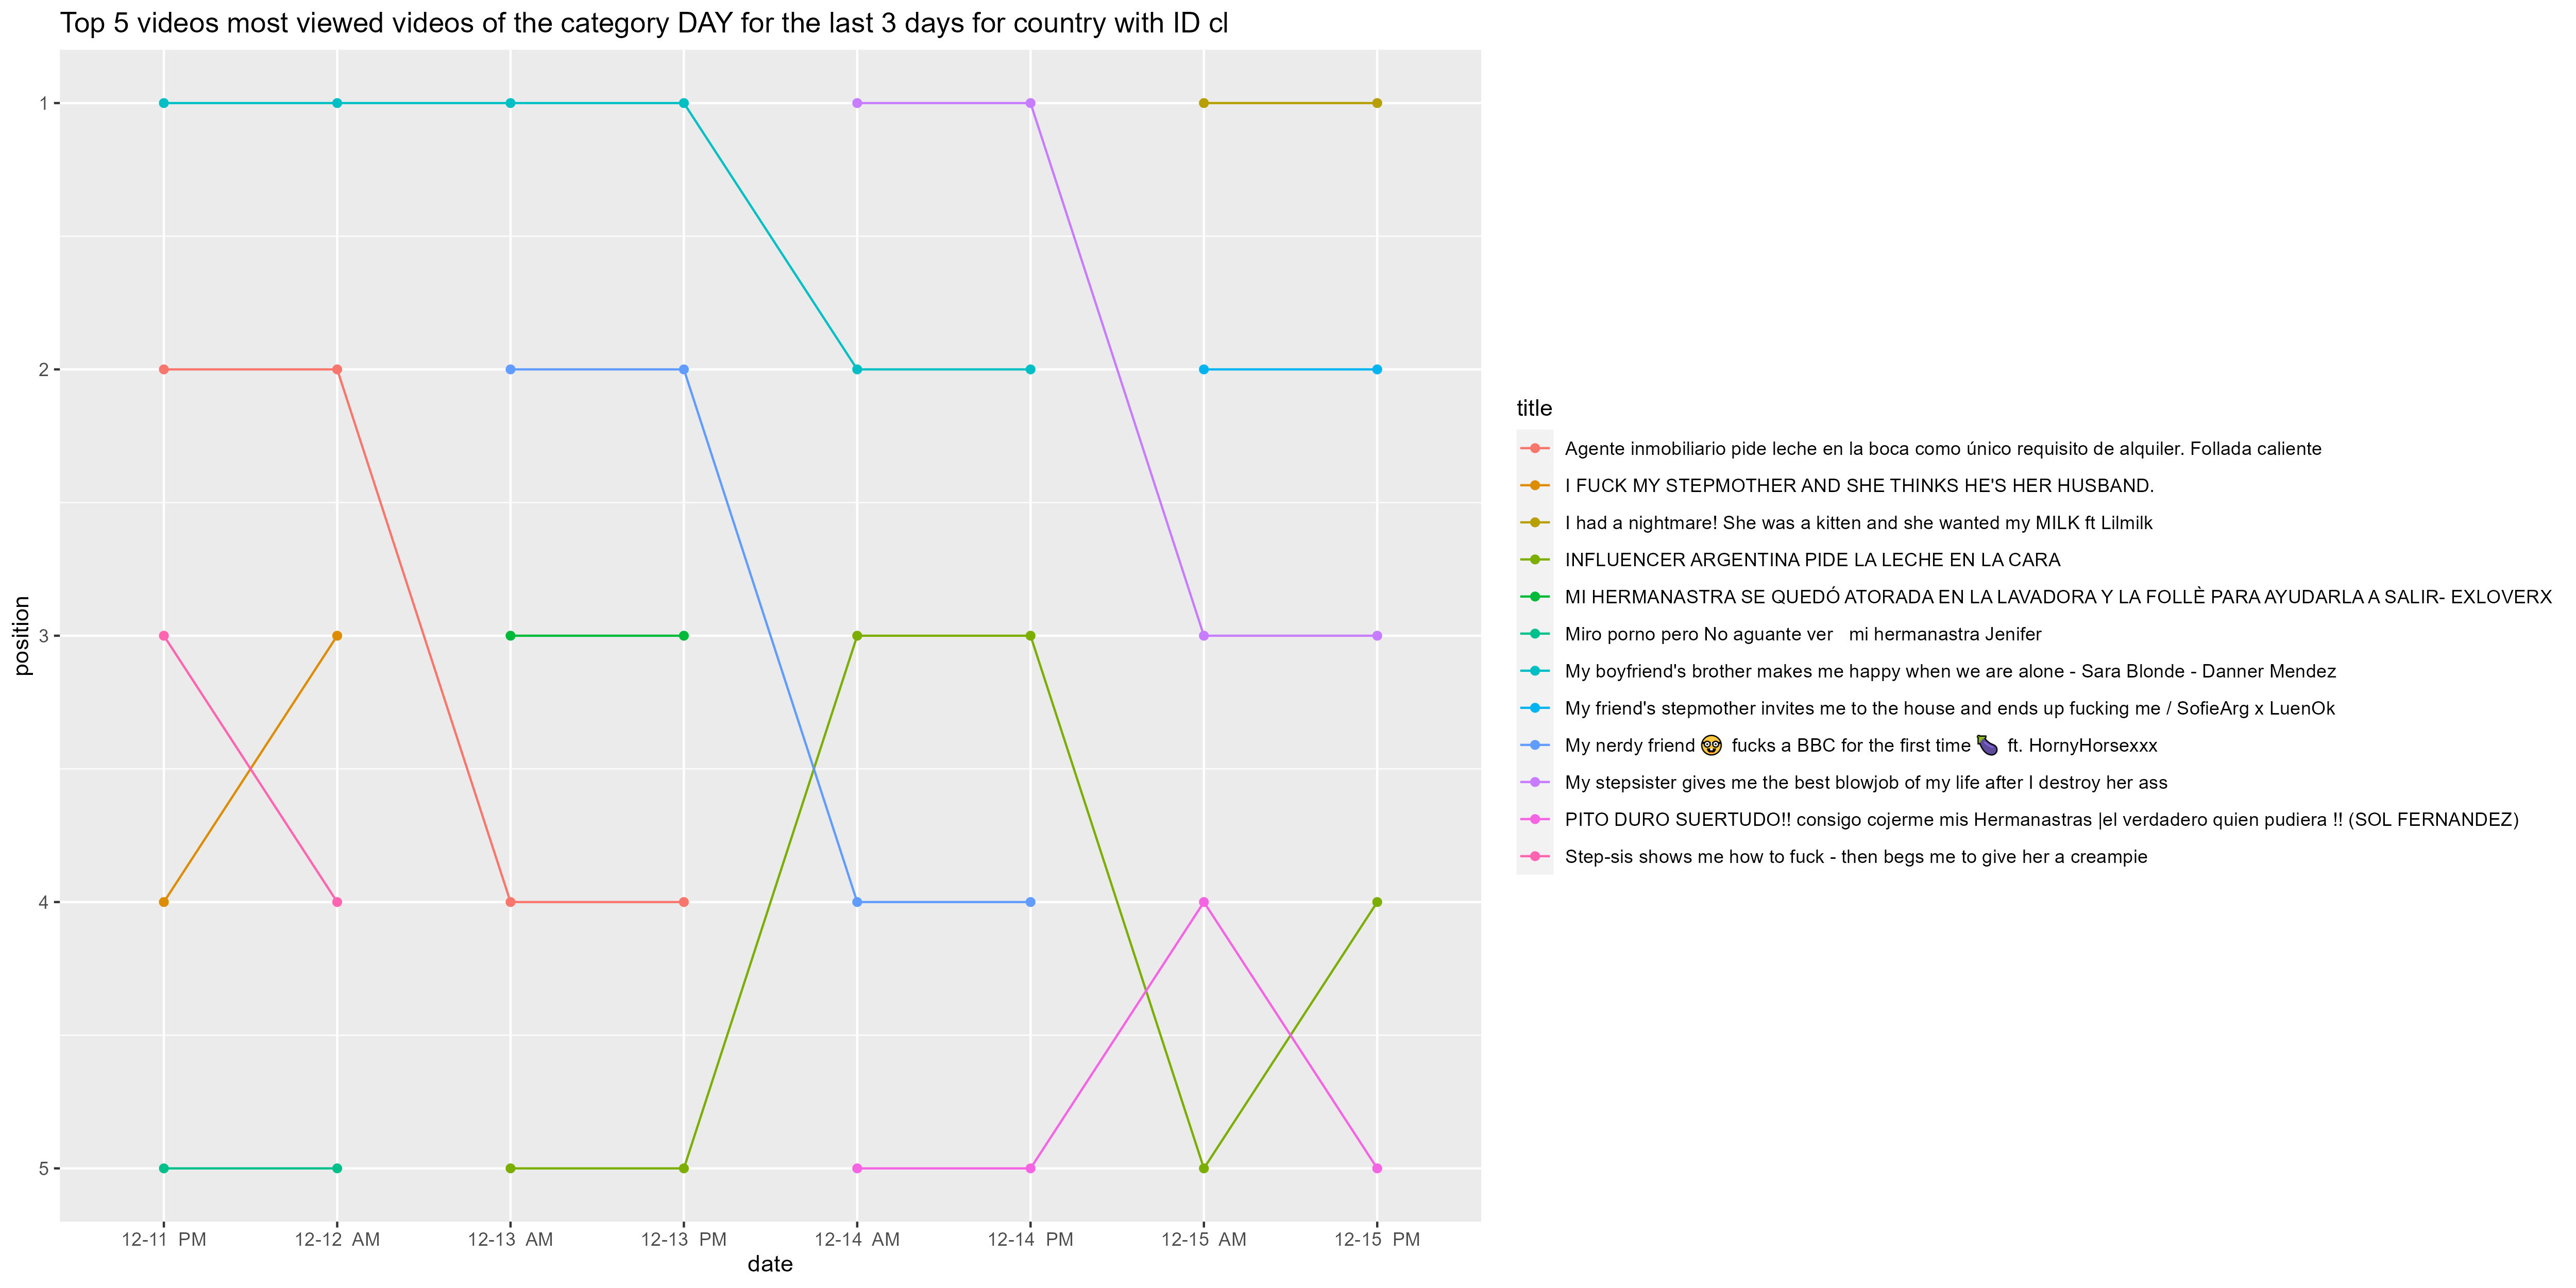 Top 5 videos most viewed videos of the category DAY for the last 3 days for country with ID cl
position
1
2
3
4
5
12-11 PM
12-12 AM
12-13 AM
12-13 PM
12-14 AM
12-14 PM
12-15 AM
12-15 PM
date
title
Agente inmobiliario pide leche en la boca como único requisito de alquiler. Follada caliente
I FUCK MY STEPMOTHER AND SHE THINKS HE'S HER HUSBAND.
I had a nightmare! She was a kitten and she wanted my MILK ft Lilmilk
INFLUENCER ARGENTINA PIDE LA LECHE EN LA CARA
MI HERMANASTRA SE QUEDÓ ATORADA EN LA LAVADORA Y LA FOLLÈ PARA AYUDARLA A SALIR- EXLOVERX
Miro porno pero No aguante ver mi hermanastra Jenifer
My boyfriend's brother makes me happy when we are alone - Sara Blonde - Danner Mendez
My friend's stepmother invites me to the house and ends up fucking me / SofieArg x LuenOk
My nerdy friend 🤓 fucks a BBC for the first time 🍆 ft. HornyHorsexxx
My stepsister gives me the best blowjob of my life after I destroy her ass
PITO DURO SUERTUDO!! consigo cojerme mis Hermanastras |el verdadero quien pudiera !! (SOL FERNANDEZ)
Step-sis shows me how to fuck - then begs me to give her a creampie